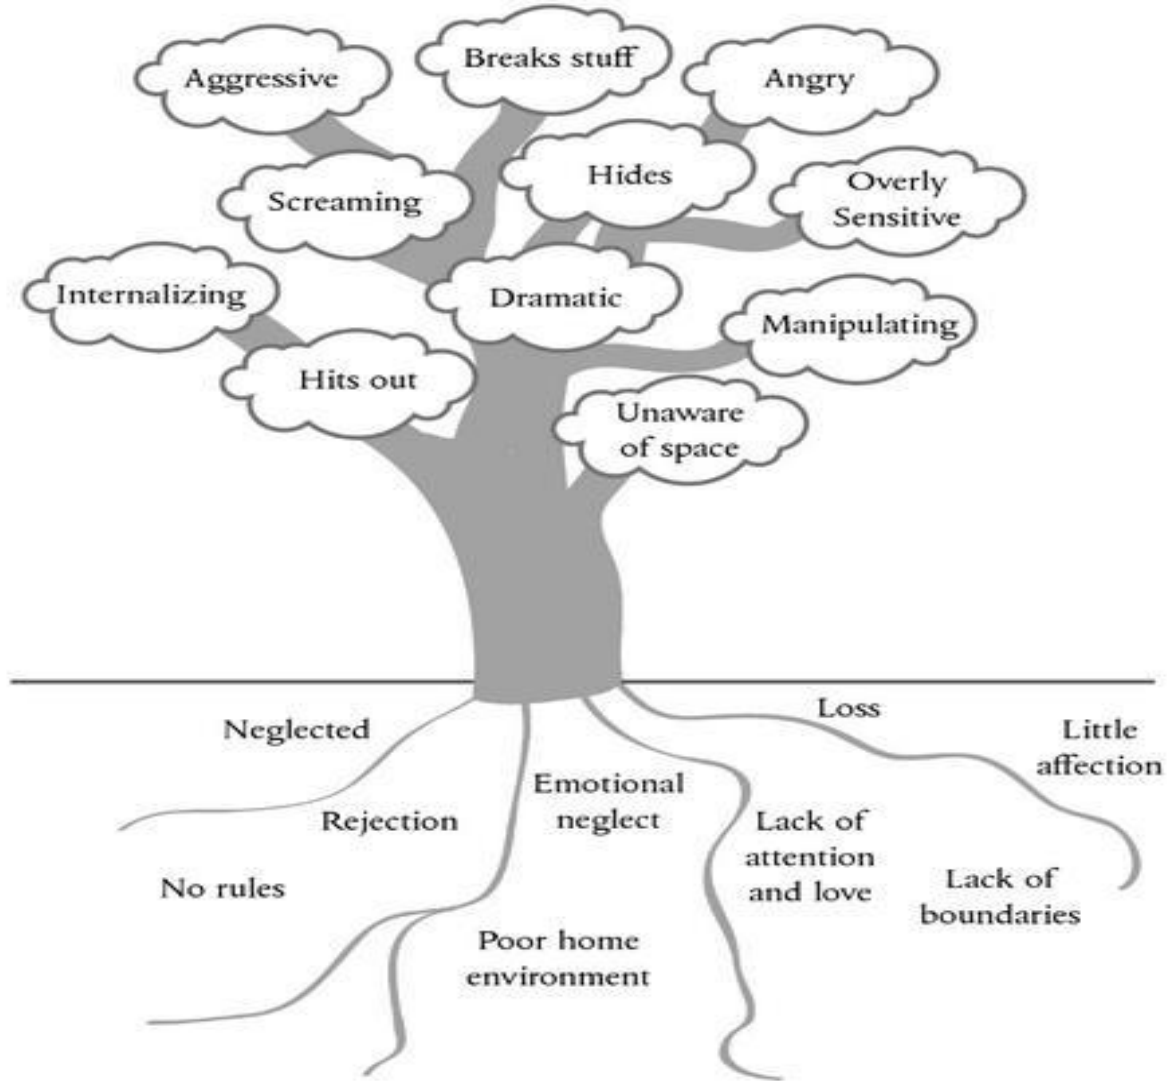 Aggressive
Breaks stuff
Angry
Screaming
Hides
Overly
Sensitive
Internalizing
Dramatic
Manipulating
Hits out
Unaware
of space
Neglected
Loss
Little
affection
Rejection
Emotional
neglect
Lack of
attention
and love
No rules
Lack of
boundaries
Poor home
environment